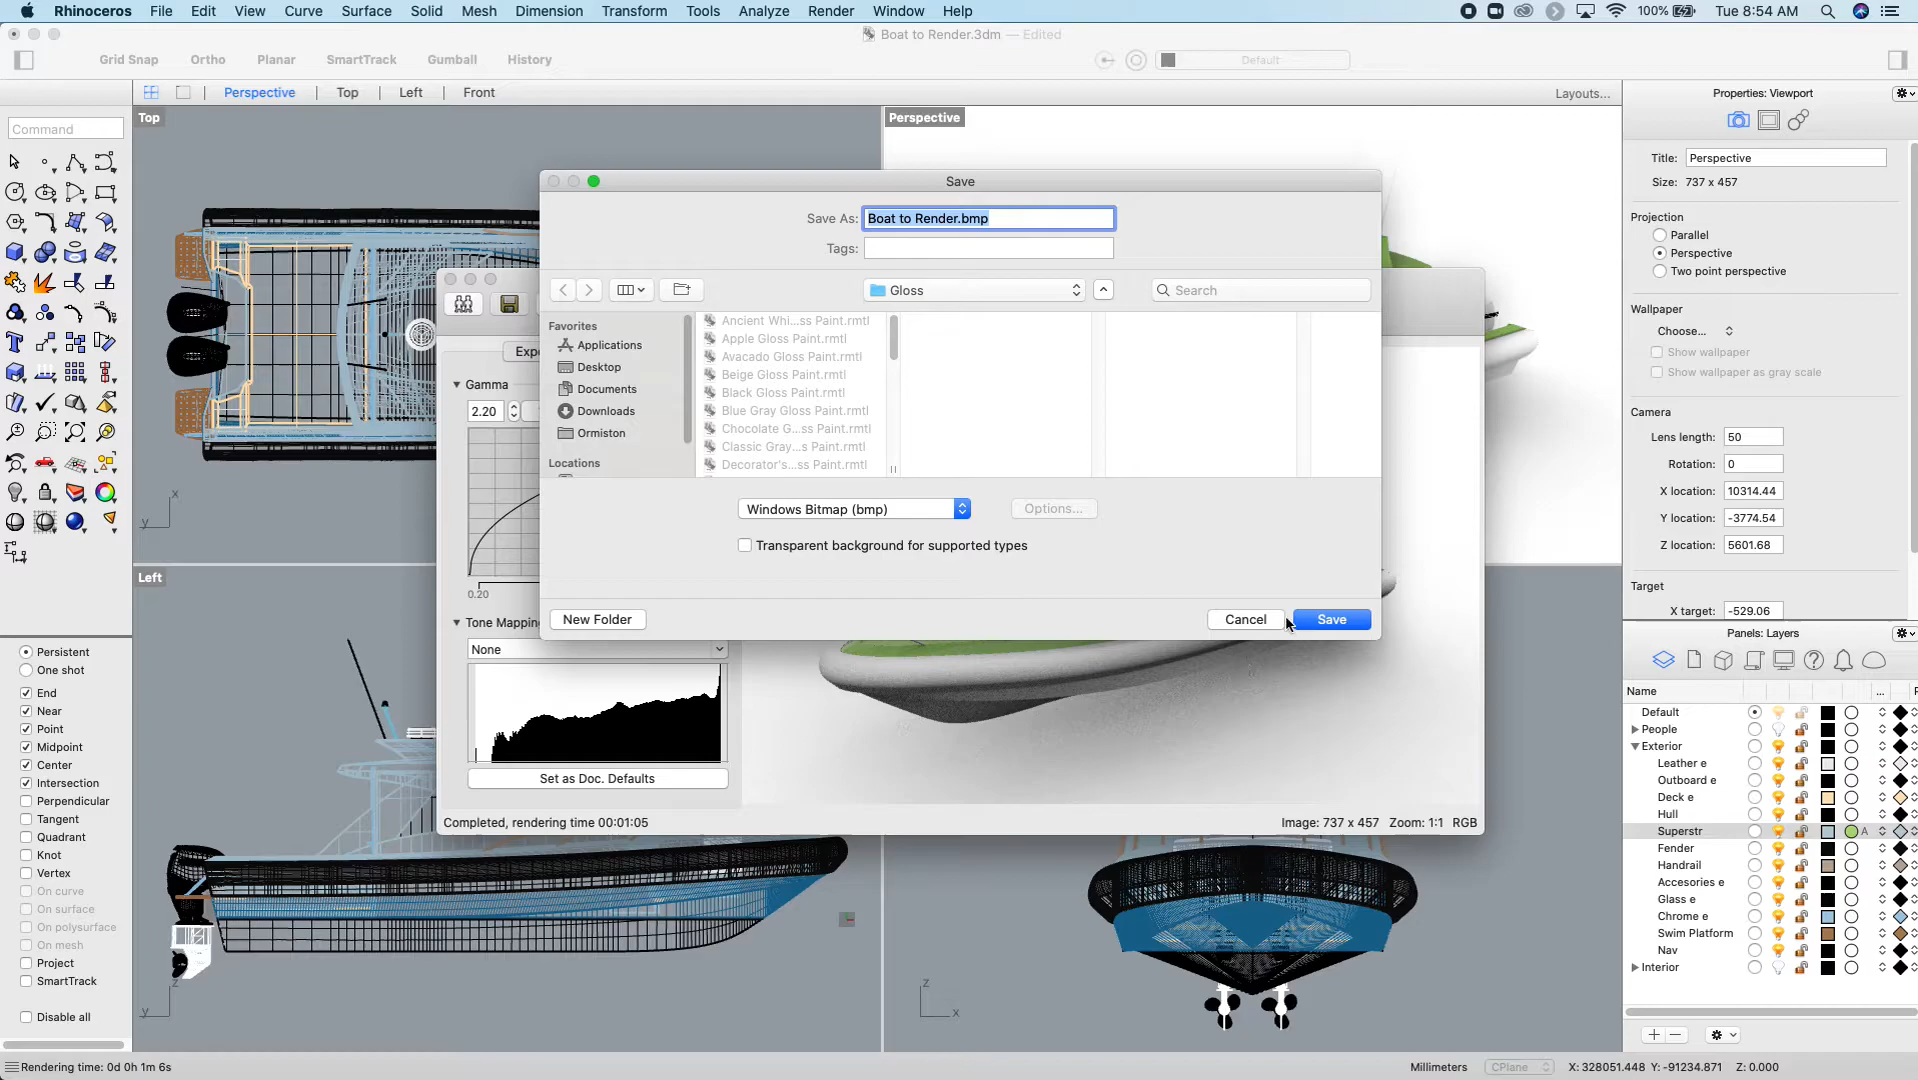 Rhinoceros File Edit View Curve Surface Solid Mesh Dimension Transform Tools Analyze Render Window Help
100% Tue 8:54 AM
Boat to Render.3dm — Edited
Grid Snap Ortho Planar SmartTrack Gumball History
Default
Perspective Top Left Front
Layouts...
Properties: Viewport
Command
Top
Perspective
Title: Perspective
Size: 737 x 457
Projection
Parallel
Perspective
Two point perspective
Wallpaper
Choose...
Show wallpaper
Show wallpaper as gray scale
Camera
Lens length: 50
Rotation: 0
X location: 10314.44
Y location: -3774.54
Z location: 5601.68
Target
X target: -529.06
Save
Save As: Boat to Render.bmp
Tags:
Gloss
Search
Favorites
Applications
Desktop
Documents
Downloads
Ormiston
Locations
Ancient Whi...ss Paint.rmtl
Apple Gloss Paint.rmtl
Avacado Gloss Paint.rmtl
Beige Gloss Paint.rmtl
Black Gloss Paint.rmtl
Blue Gray Gloss Paint.rmtl
Chocolate G...ss Paint.rmtl
Classic Gray...s Paint.rmtl
Decorator's...ss Paint.rmtl
Windows Bitmap (bmp)
Options...
Transparent background for supported types
New Folder
Cancel
Save
Gamma
2.20
0.20
Tone Mapping
None
Set as Doc. Defaults
Completed, rendering time 00:01:05
Image: 737 x 457 Zoom: 1:1 RGB
x
y
Left
z
y
z
x
Persistent
One shot
End
Near
Point
Midpoint
Center
Intersection
Perpendicular
Tangent
Quadrant
Knot
Vertex
On curve
On surface
On polysurface
On mesh
Project
SmartTrack
Disable all
Panels: Layers
Name
...
Default
People
Exterior
Leather e
Outboard e
Deck e
Hull
Superstr
A
Fender
Handrail
Accesories e
Glass e
Chrome e
Swim Platform
Nav
Interior
Rendering time: 0d 0h 1m 6s
Millimeters CPlane X: 328051.448 Y: -91234.871 Z: 0.000